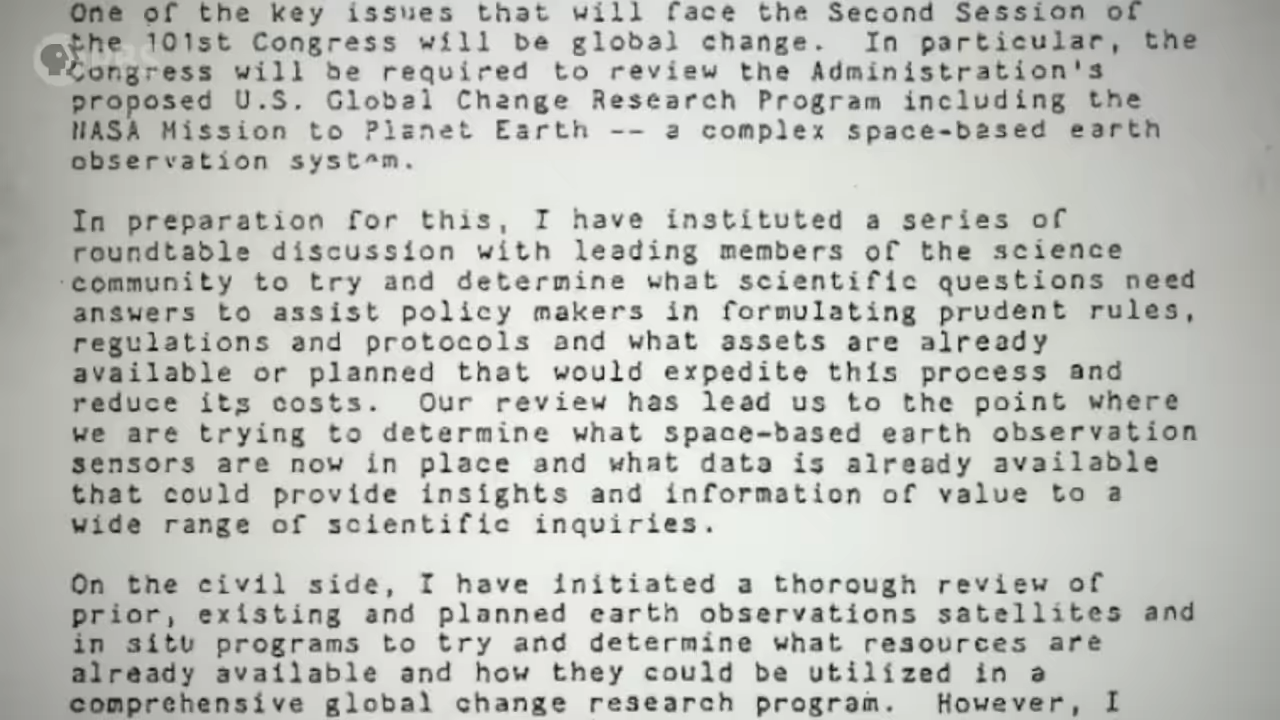 One of the key issues that will face the Second Session of
the 101st Congress will be global change. In particular, the
Congress will be required to review the Administration's
proposed U.S. Global Change Research Program including the
NASA Mission to Planet Earth -- a complex space-based earth
observation syst^m.
In preparation for this, I have instituted a series of
roundtable discussion with leading members of the science
community to try and determine what scientific questions need
answers to assist policy makers in formulating prudent rules,
regulations and protocols and what assets are already
available or planned that would expedite this process and
reduce its costs. Our review has lead us to the point where
we are trying to determine what space-based earth observation
sensors are now in place and what data is already available
that could provide insights and information of value to a
wide range of scientific inquiries.
On the civil side, I have initiated a thorough review of
prior, existing and planned earth observations satellites and
in situ programs to try and determine what resources are
already available and how they could be utilized in a
comprehensive global change research program. However, I